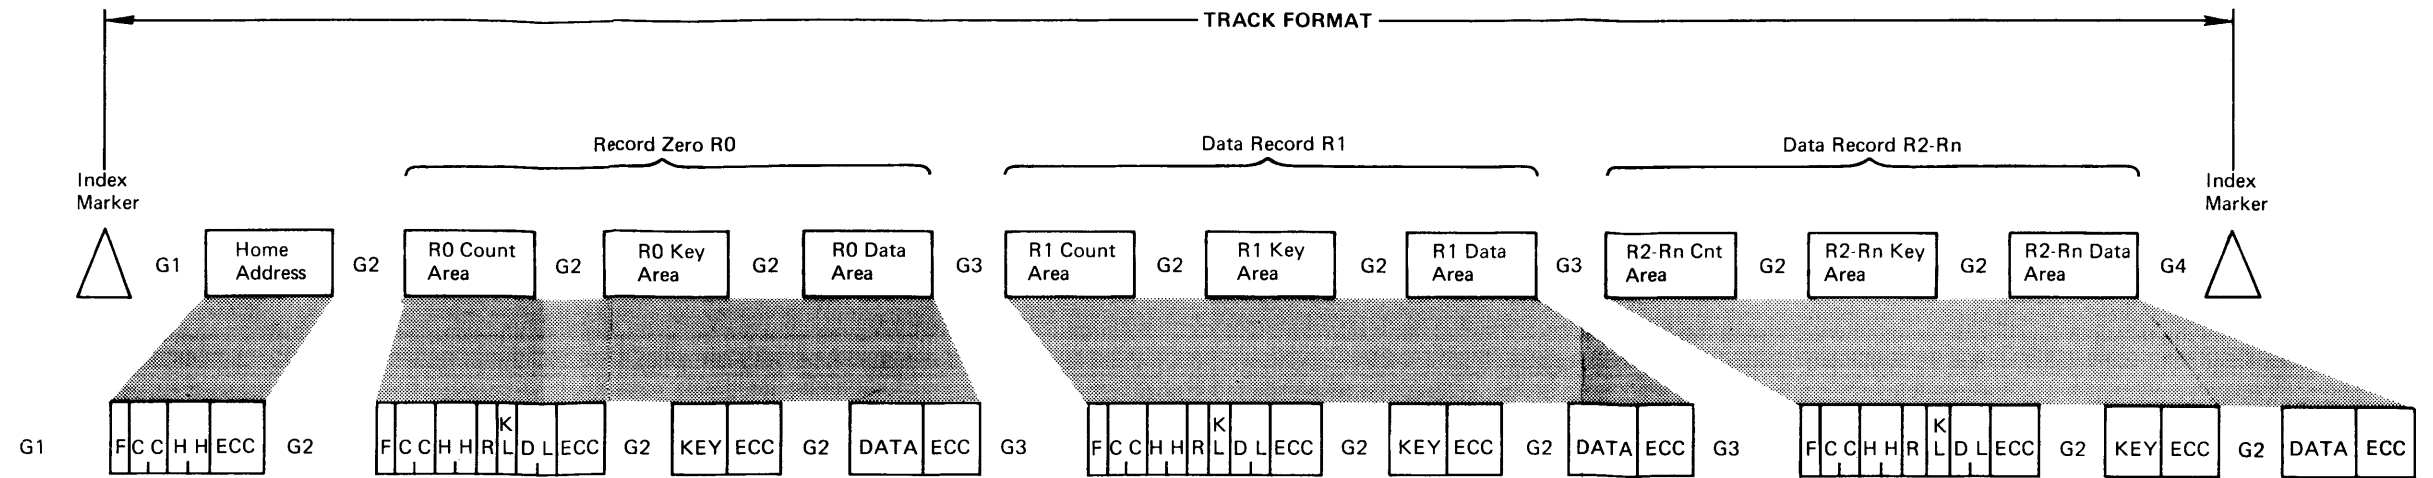 TRACK FORMAT
Record Zero R0 Data Record R1 Data Record R2-Rn
Index Marker Index Marker
G1 Home Address G2 R0 Count Area G2 R0 Key Area G2 R0 Data Area G3 R1 Count Area G2 R1 Key Area G2 R1 Data Area G3 R2-Rn Cnt Area G2 R2-Rn Key Area G2 R2-Rn Data Area G4
G1 F C C H H ECC G2 F C C H H R K L D L ECC G2 KEY ECC G2 DATA ECC G3 F C C H H R K L D L ECC G2 KEY ECC G2 DATA ECC G3 F C C H H R K L D L ECC G2 KEY ECC G2 DATA ECC